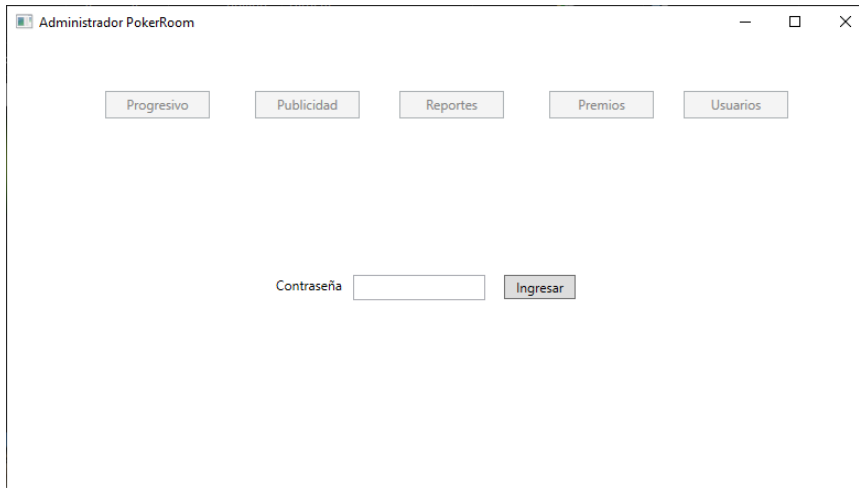 Administrador PokerRoom
Progresivo Publicidad Reportes Premios Usuarios
Contraseña Ingresar